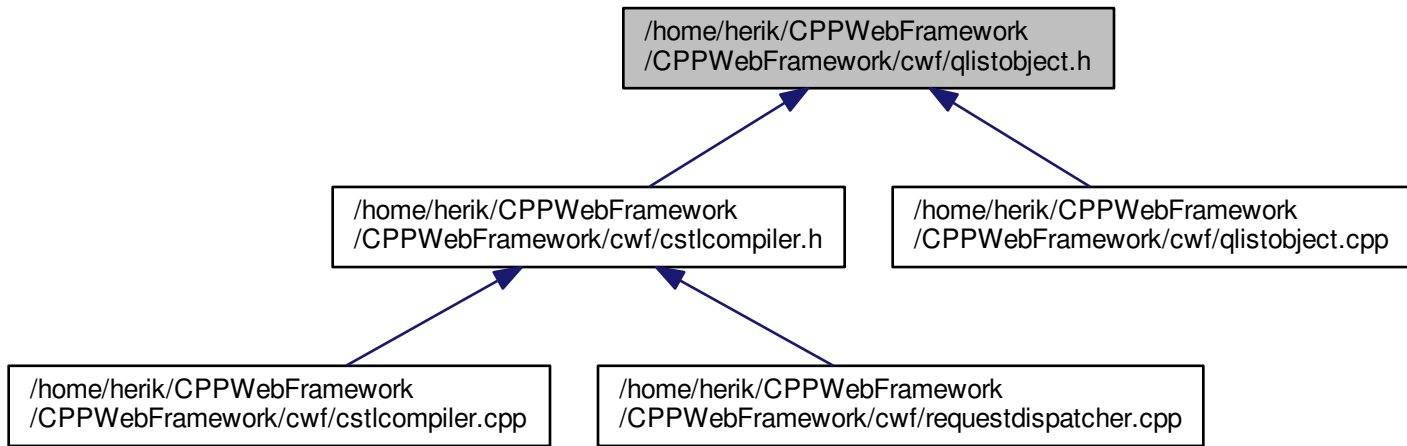 /home/herik/CPPWebFramework
/CPPWebFramework/cwf/qlistobject.h
/home/herik/CPPWebFramework
/CPPWebFramework/cwf/cstlcompiler.h
/home/herik/CPPWebFramework
/CPPWebFramework/cwf/qlistobject.cpp
/home/herik/CPPWebFramework
/CPPWebFramework/cwf/cstlcompiler.cpp
/home/herik/CPPWebFramework
/CPPWebFramework/cwf/requestdispatcher.cpp